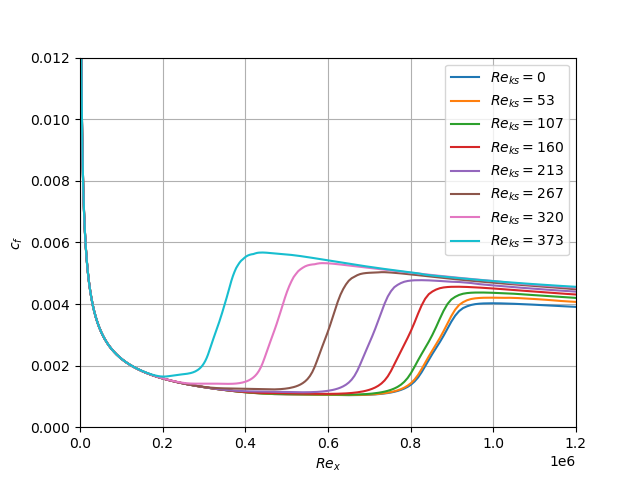 0.012
0.010
0.008
0.006
0.004
0.002
0.000
c_f
Re_ks = 0
Re_ks = 53
Re_ks = 107
Re_ks = 160
Re_ks = 213
Re_ks = 267
Re_ks = 320
Re_ks = 373
0.0 0.2 0.4 0.6 0.8 1.0 1.2
Re_x
1e6